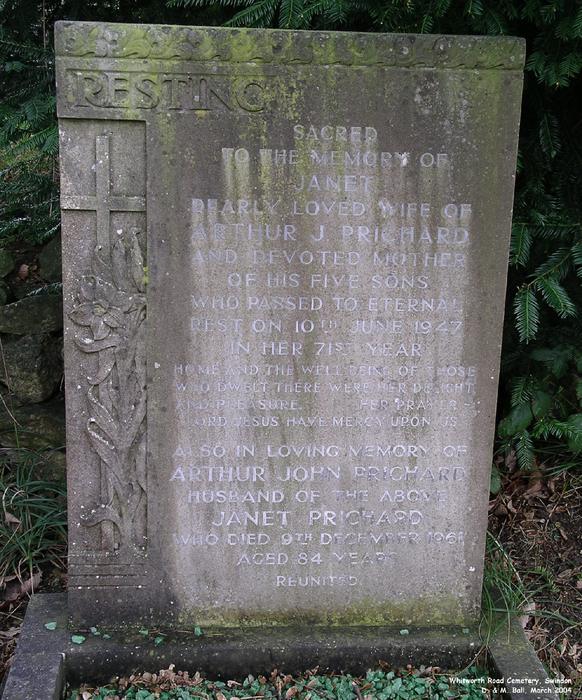 RESTING
SACRED
TO THE MEMORY OF
JANET
DEARLY LOVED WIFE OF
ARTHUR J PRICHARD
AND DEVOTED MOTHER
OF HIS FIVE SONS
WHO PASSED TO ETERNAL
REST ON 10TH JUNE 1947
IN HER 71ST YEAR
HOME AND THE WELL BEING OF THOSE
WHO DWELT THERE WERE HER DELIGHT
AND PLEASURE. HER PRAYER –
LORD JESUS HAVE MERCY UPON US
ALSO IN LOVING MEMORY OF
ARTHUR JOHN PRICHARD
HUSBAND OF THE ABOVE
JANET PRICHARD
WHO DIED 9TH DECEMBER 1961
AGED 84 YEARS
REUNITED
Whitworth Road Cemetery, Swindon
D. & M. Ball, March 2004